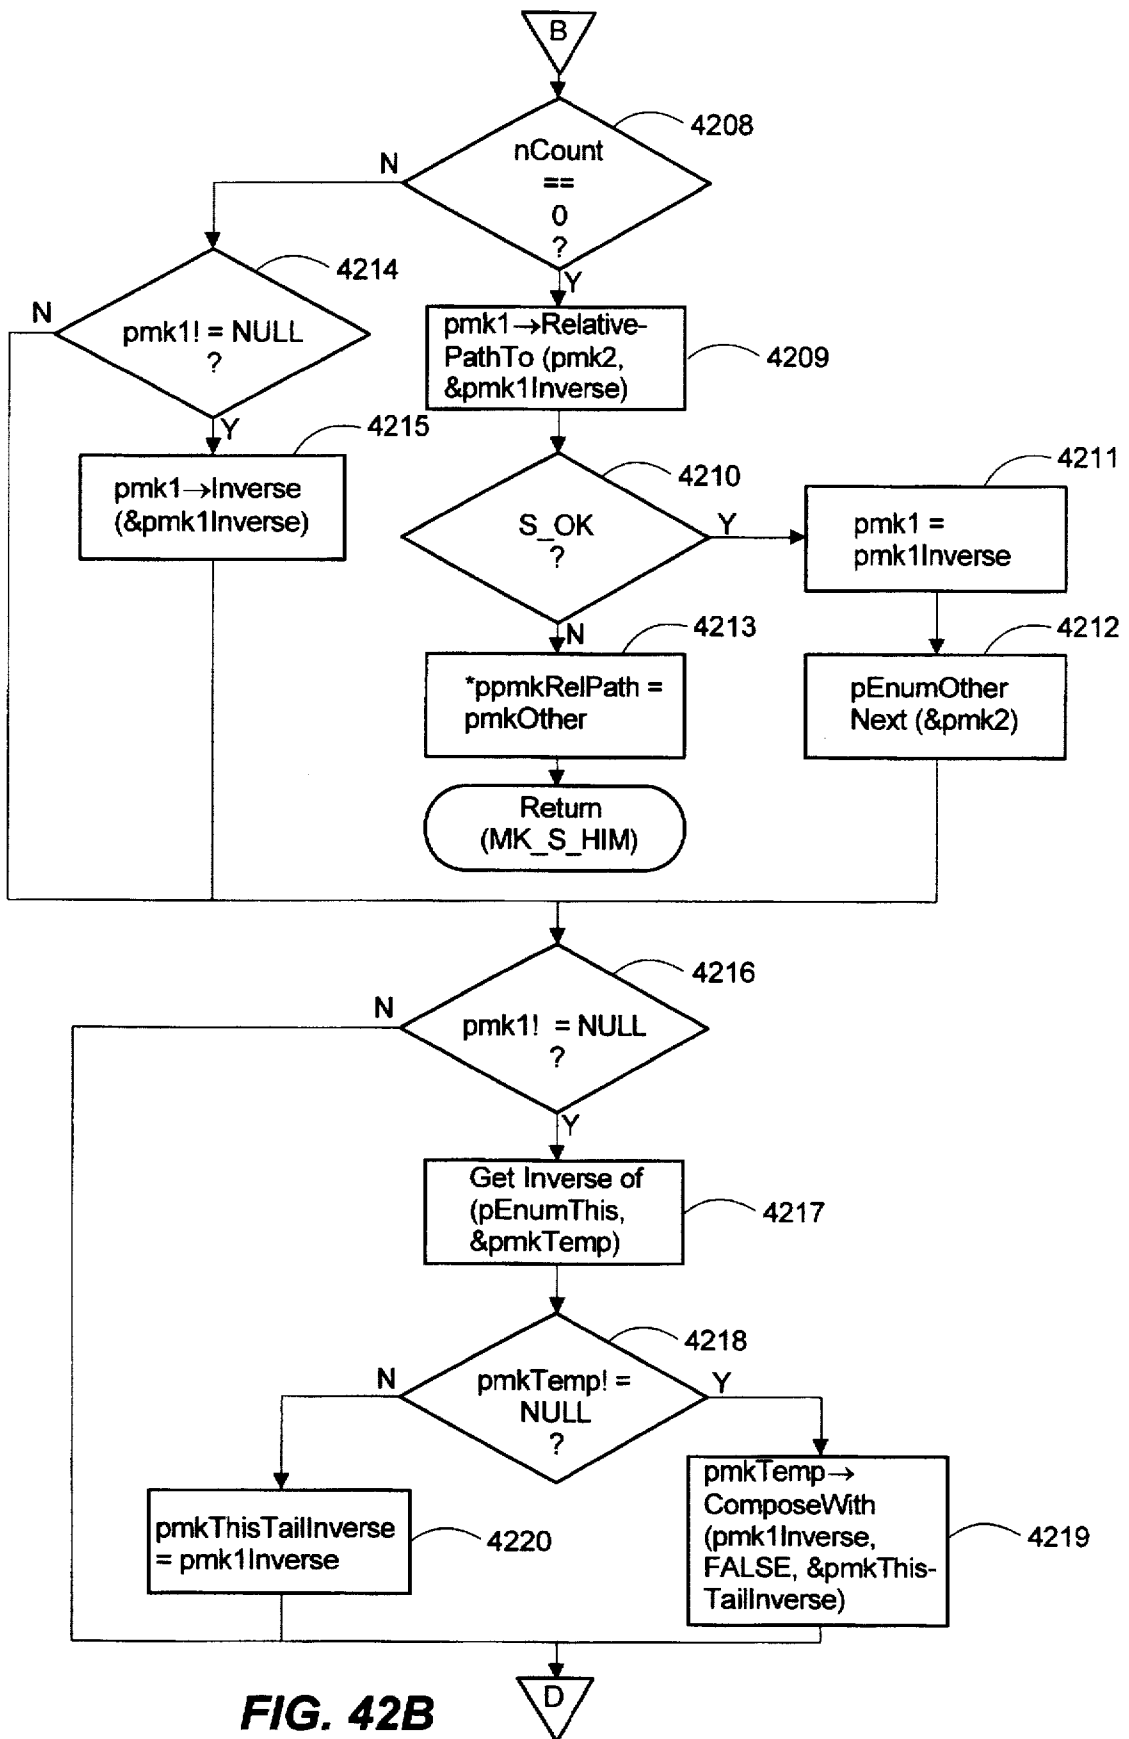 B
4208
nCount
==
0
?
N
Y
4214
pmk1! = NULL
?
N
Y
pmk1→Relative-
PathTo (pmk2,
&pmk1Inverse)
4209
4215
pmk1→Inverse
(&pmk1Inverse)
4210
S_OK
?
Y
N
4211
pmk1 =
pmk1Inverse
4213
*ppmkRelPath =
pmkOther
4212
pEnumOther
Next (&pmk2)
Return
(MK_S_HIM)
4216
N
pmk1! = NULL
?
Y
Get Inverse of
(pEnumThis,
&pmkTemp)
4217
4218
N
pmkTemp! =
NULL
?
Y
pmkThisTailInverse
= pmk1Inverse
4220
pmkTemp→
ComposeWith
(pmk1Inverse,
FALSE, &pmkThis-
TailInverse)
4219
D
FIG. 42B